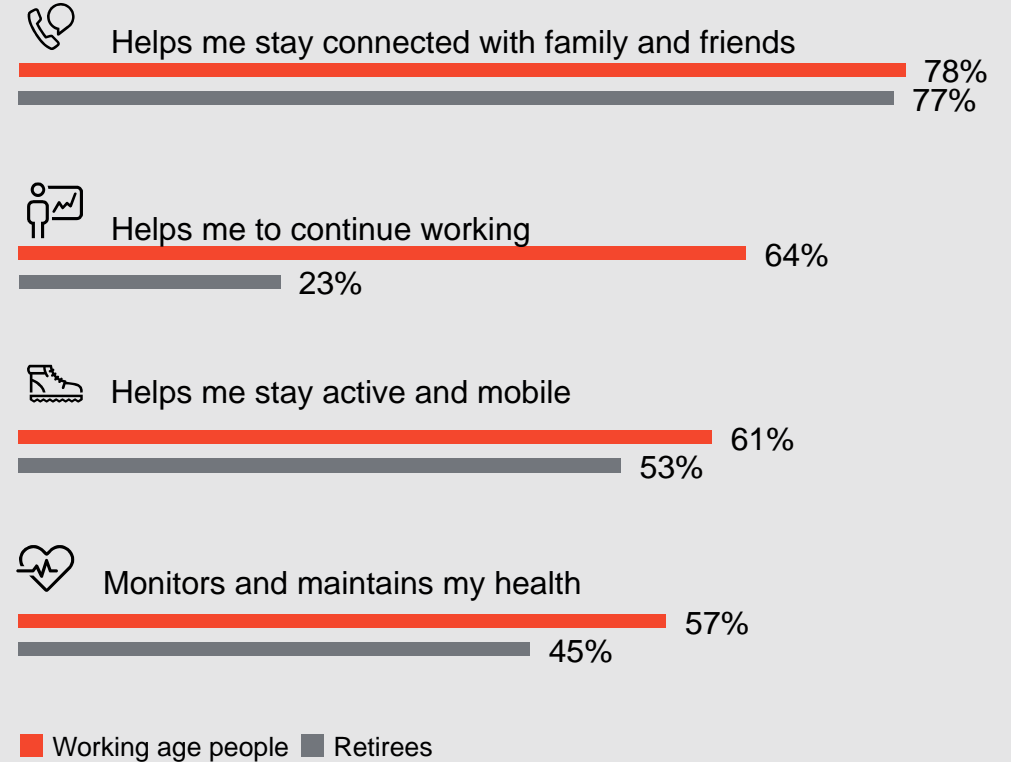 Helps me stay connected with family and friends
78%
77%
Helps me to continue working
64%
23%
Helps me stay active and mobile
61%
53%
Monitors and maintains my health
57%
45%
Working age people Retirees